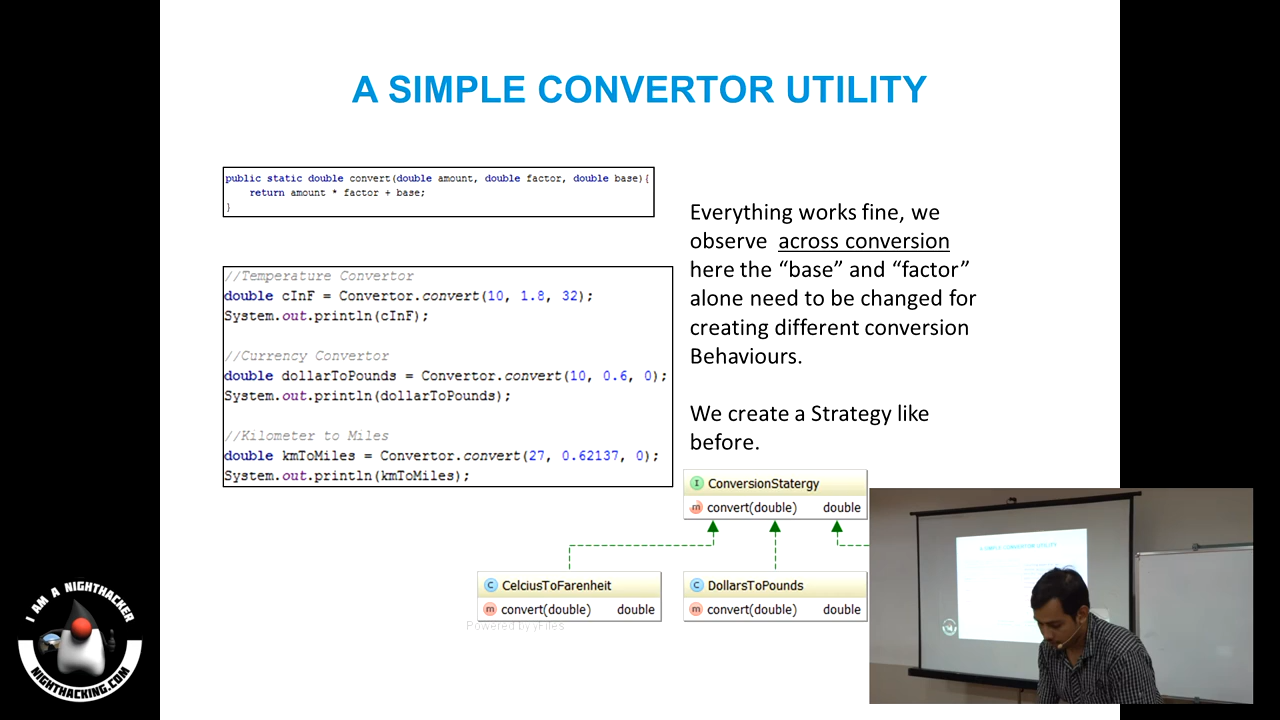 A SIMPLE CONVERTOR UTILITY
public static double convert(double amount, double factor, double base){
return amount * factor + base;
}
//Temperature Convertor
double cInF = Convertor.convert(10, 1.8, 32);
System.out.println(cInF);
//Currency Convertor
double dollarToPounds = Convertor.convert(10, 0.6, 0);
System.out.println(dollarToPounds);
//Kilometer to Miles
double kmToMiles = Convertor.convert(27, 0.62137, 0);
System.out.println(kmToMiles);
Everything works fine, we
observe across conversion
here the “base” and “factor”
alone need to be changed for
creating different conversion
Behaviours.
We create a Strategy like
before.
I ConversionStatergy
m convert(double) double
C CelciusToFarenheit
m convert(double) double
C DollarsToPounds
m convert(double) double
Powered by yFiles
I AM A NIGHTHACKER
NIGHTHACKING.COM
A SIMPLE CONVERTOR UTILITY